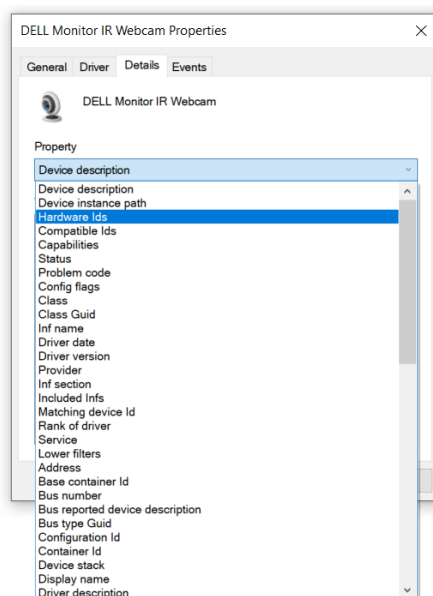 DELL Monitor IR Webcam Properties
General Driver Details Events
DELL Monitor IR Webcam
Property
Device description
Device description
Device instance path
Hardware Ids
Compatible Ids
Capabilities
Status
Problem code
Config flags
Class
Class Guid
Inf name
Driver date
Driver version
Provider
Inf section
Included Infs
Matching device Id
Rank of driver
Service
Lower filters
Address
Base container Id
Bus number
Bus reported device description
Bus type Guid
Configuration Id
Container Id
Device stack
Display name
Driver description